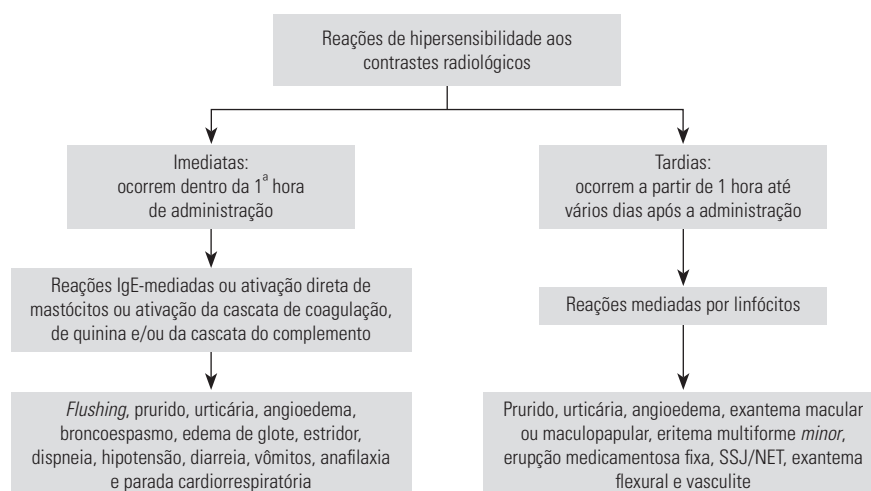 Reações de hipersensibilidade aos
contrastes radiológicos
Imediatas:
ocorrem dentro da 1ª hora
de administração
Tardias:
ocorrem a partir de 1 hora até
vários dias após a administração
Reações IgE-mediadas ou ativação direta de
mastócitos ou ativação da cascata de coagulação,
de quinina e/ou da cascata do complemento
Reações mediadas por linfócitos
Flushing, prurido, urticária, angioedema,
broncoespasmo, edema de glote, estridor,
dispneia, hipotensão, diarreia, vômitos, anafilaxia
e parada cardiorrespiratória
Prurido, urticária, angioedema, exantema macular
ou maculopapular, eritema multiforme minor,
erupção medicamentosa fixa, SSJ/NET, exantema
flexural e vasculite